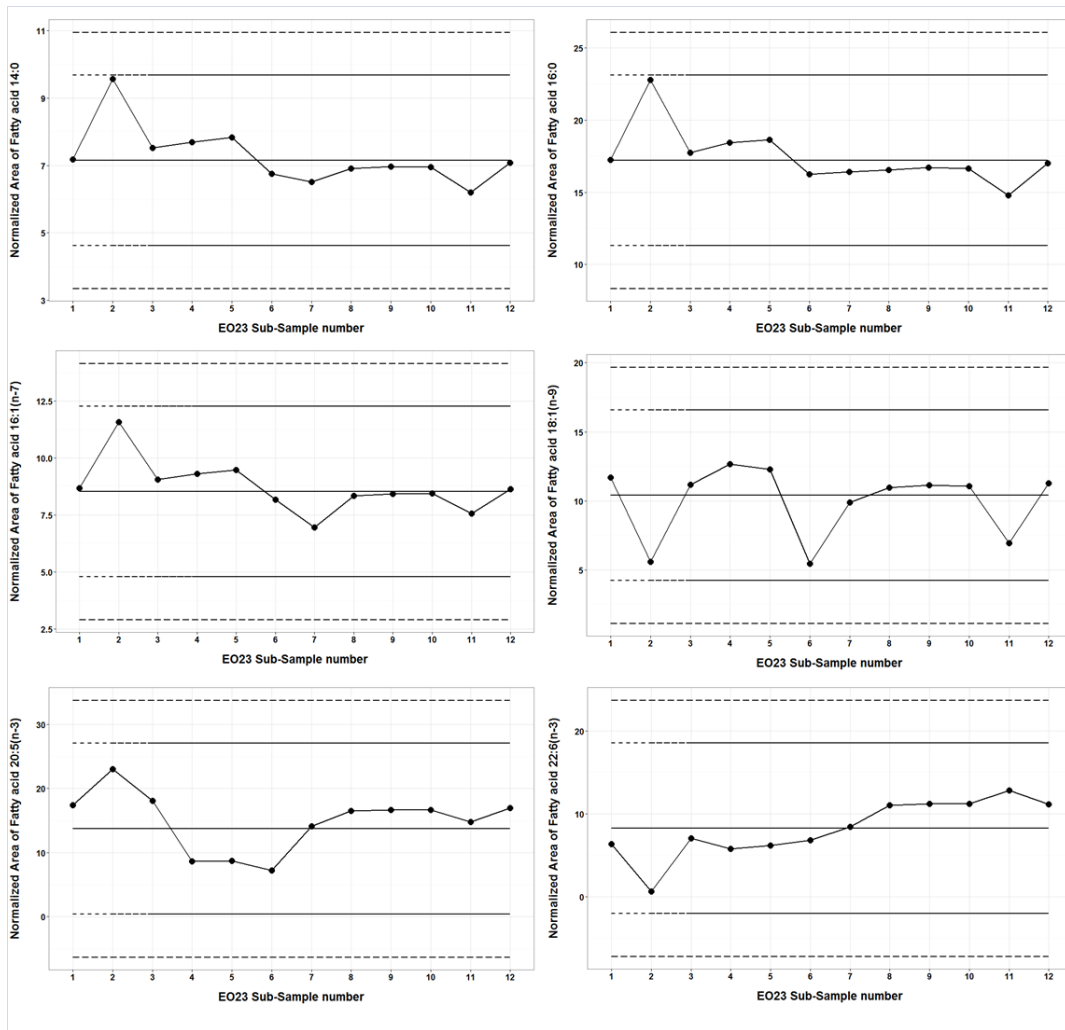 Normalized Area of Fatty acid 14:0
11
9
7
5
3
1 2 3 4 5 6 7 8 9 10 11 12
EO23 Sub-Sample number
Normalized Area of Fatty acid 16:0
25
20
15
10
1 2 3 4 5 6 7 8 9 10 11 12
EO23 Sub-Sample number
Normalized Area of Fatty acid 16:1(n-7)
12.5
10.0
7.5
5.0
2.5
1 2 3 4 5 6 7 8 9 10 11 12
EO23 Sub-Sample number
Normalized Area of Fatty acid 18:1(n-9)
20
15
10
5
1 2 3 4 5 6 7 8 9 10 11 12
EO23 Sub-Sample number
Normalized Area of Fatty acid 20:5(n-3)
30
20
10
0
1 2 3 4 5 6 7 8 9 10 11 12
EO23 Sub-Sample number
Normalized Area of Fatty acid 22:6(n-3)
20
10
0
1 2 3 4 5 6 7 8 9 10 11 12
EO23 Sub-Sample number